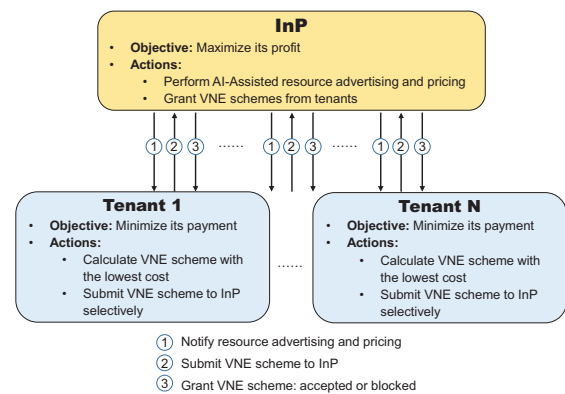 InP
• Objective: Maximize its profit
• Actions:
• Perform AI-Assisted resource advertising and pricing
• Grant VNE schemes from tenants
1 2 3 ...... 1 2 3 ...... 1 2 3
Tenant 1
• Objective: Minimize its payment
• Actions:
• Calculate VNE scheme with
the lowest cost
• Submit VNE scheme to InP
selectively
......
Tenant N
• Objective: Minimize its payment
• Actions:
• Calculate VNE scheme with
the lowest cost
• Submit VNE scheme to InP
selectively
1 Notify resource advertising and pricing
2 Submit VNE scheme to InP
3 Grant VNE scheme: accepted or blocked